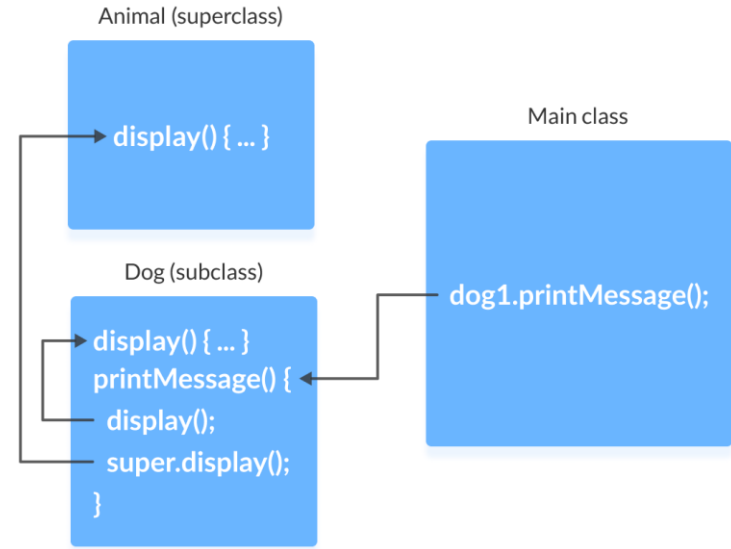 Animal (superclass)
display() { ... }
Main class
dog1.printMessage();
Dog (subclass)
display() { ... }
printMessage() {
display();
super.display();
}